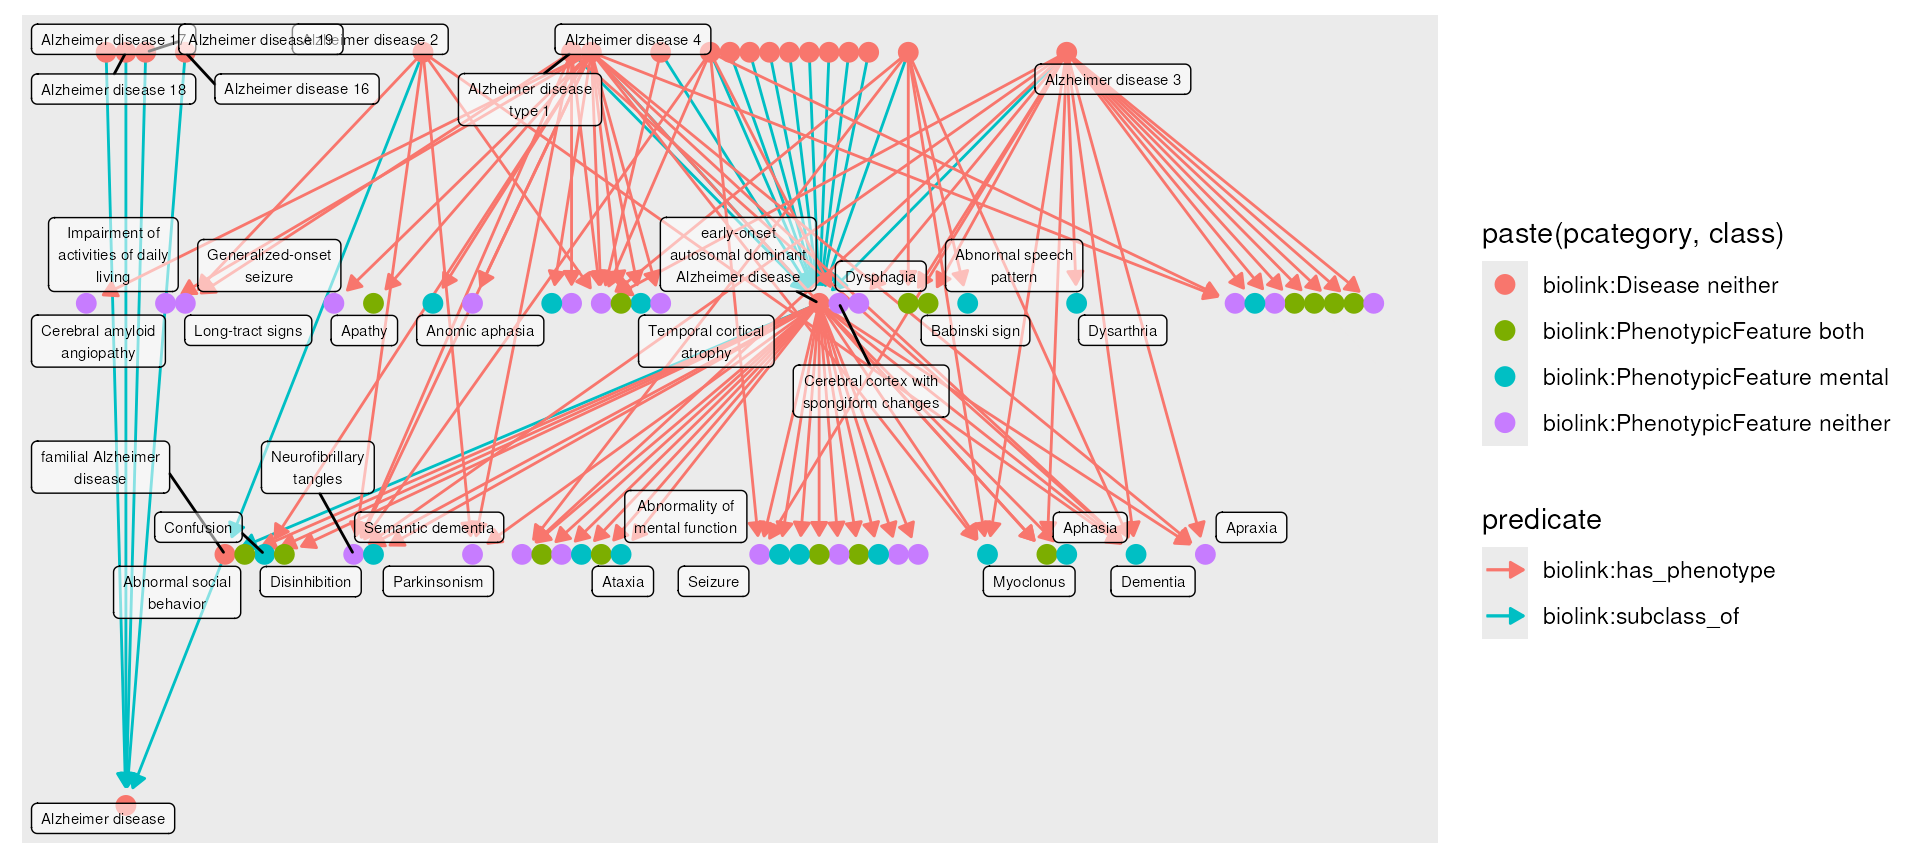 Alzheimer disease 17
Alzheimer disease 19
Alzheimer disease 2
Alzheimer disease 4
Alzheimer disease 18
Alzheimer disease 16
Alzheimer disease
type 1
Alzheimer disease 3
Impairment of
activities of daily
living
Generalized-onset
seizure
early-onset
autosomal dominant
Alzheimer disease
Dysphagia
Abnormal speech
pattern
Cerebral amyloid
angiopathy
Long-tract signs
Apathy
Anomic aphasia
Temporal cortical
atrophy
Babinski sign
Dysarthria
Cerebral cortex with
spongiform changes
familial Alzheimer
disease
Neurofibrillary
tangles
Confusion
Semantic dementia
Abnormality of
mental function
Aphasia
Apraxia
Abnormal social
behavior
Disinhibition
Parkinsonism
Ataxia
Seizure
Myoclonus
Dementia
Alzheimer disease
paste(pcategory, class)
biolink:Disease neither
biolink:PhenotypicFeature both
biolink:PhenotypicFeature mental
biolink:PhenotypicFeature neither
predicate
biolink:has_phenotype
biolink:subclass_of